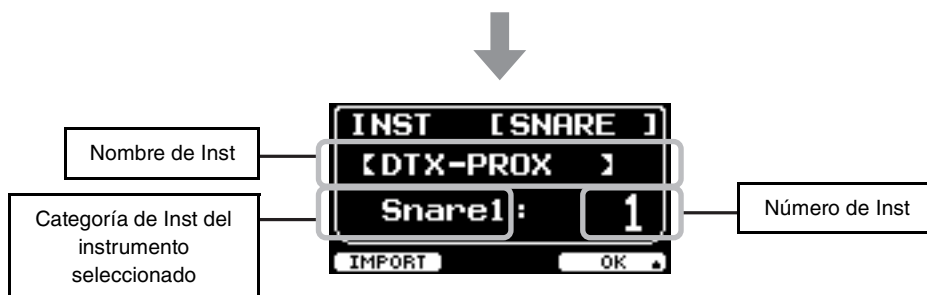 INST [SNARE ]
Nombre de Inst
【DTX-PROX 】
Categoría de Inst del
instrumento
seleccionado
Snare1: 1
Número de Inst
IMPORT OK ▲